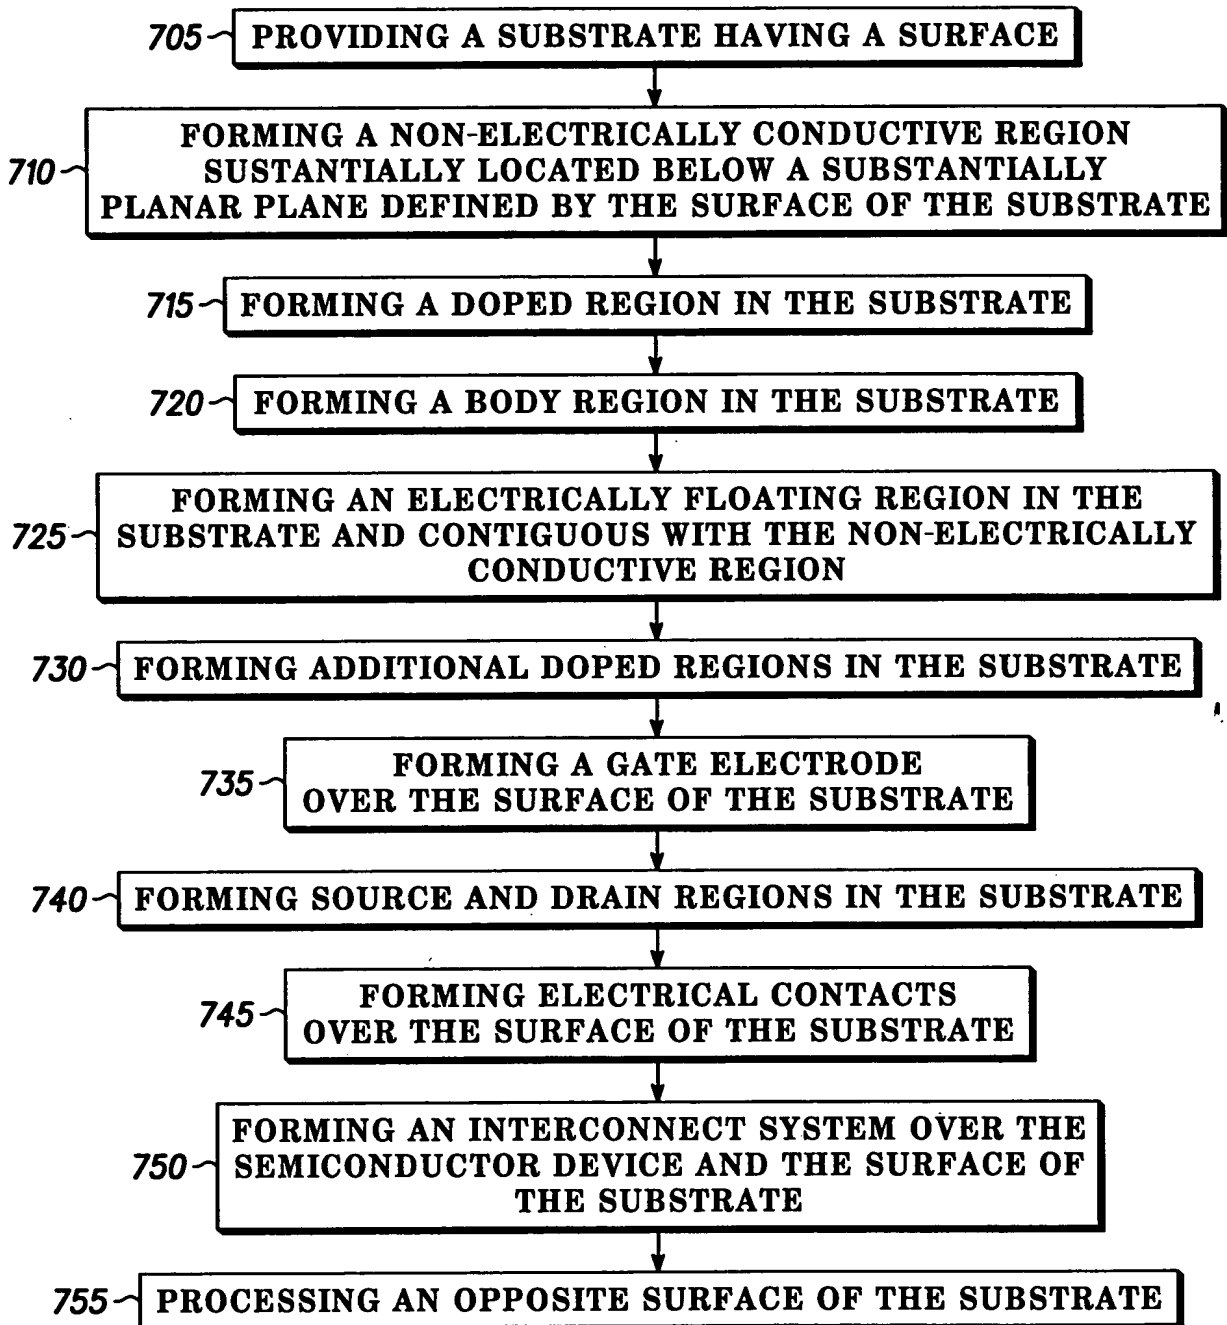 705 PROVIDING A SUBSTRATE HAVING A SURFACE
FORMING A NON-ELECTRICALLY CONDUCTIVE REGION
710 SUSTANTIALLY LOCATED BELOW A SUBSTANTIALLY
PLANAR PLANE DEFINED BY THE SURFACE OF THE SUBSTRATE
715 FORMING A DOPED REGION IN THE SUBSTRATE
720 FORMING A BODY REGION IN THE SUBSTRATE
FORMING AN ELECTRICALLY FLOATING REGION IN THE
725 SUBSTRATE AND CONTIGUOUS WITH THE NON-ELECTRICALLY
CONDUCTIVE REGION
730 FORMING ADDITIONAL DOPED REGIONS IN THE SUBSTRATE
FORMING A GATE ELECTRODE
735 OVER THE SURFACE OF THE SUBSTRATE
740 FORMING SOURCE AND DRAIN REGIONS IN THE SUBSTRATE
FORMING ELECTRICAL CONTACTS
745 OVER THE SURFACE OF THE SUBSTRATE
FORMING AN INTERCONNECT SYSTEM OVER THE
750 SEMICONDUCTOR DEVICE AND THE SURFACE OF
THE SUBSTRATE
755 PROCESSING AN OPPOSITE SURFACE OF THE SUBSTRATE